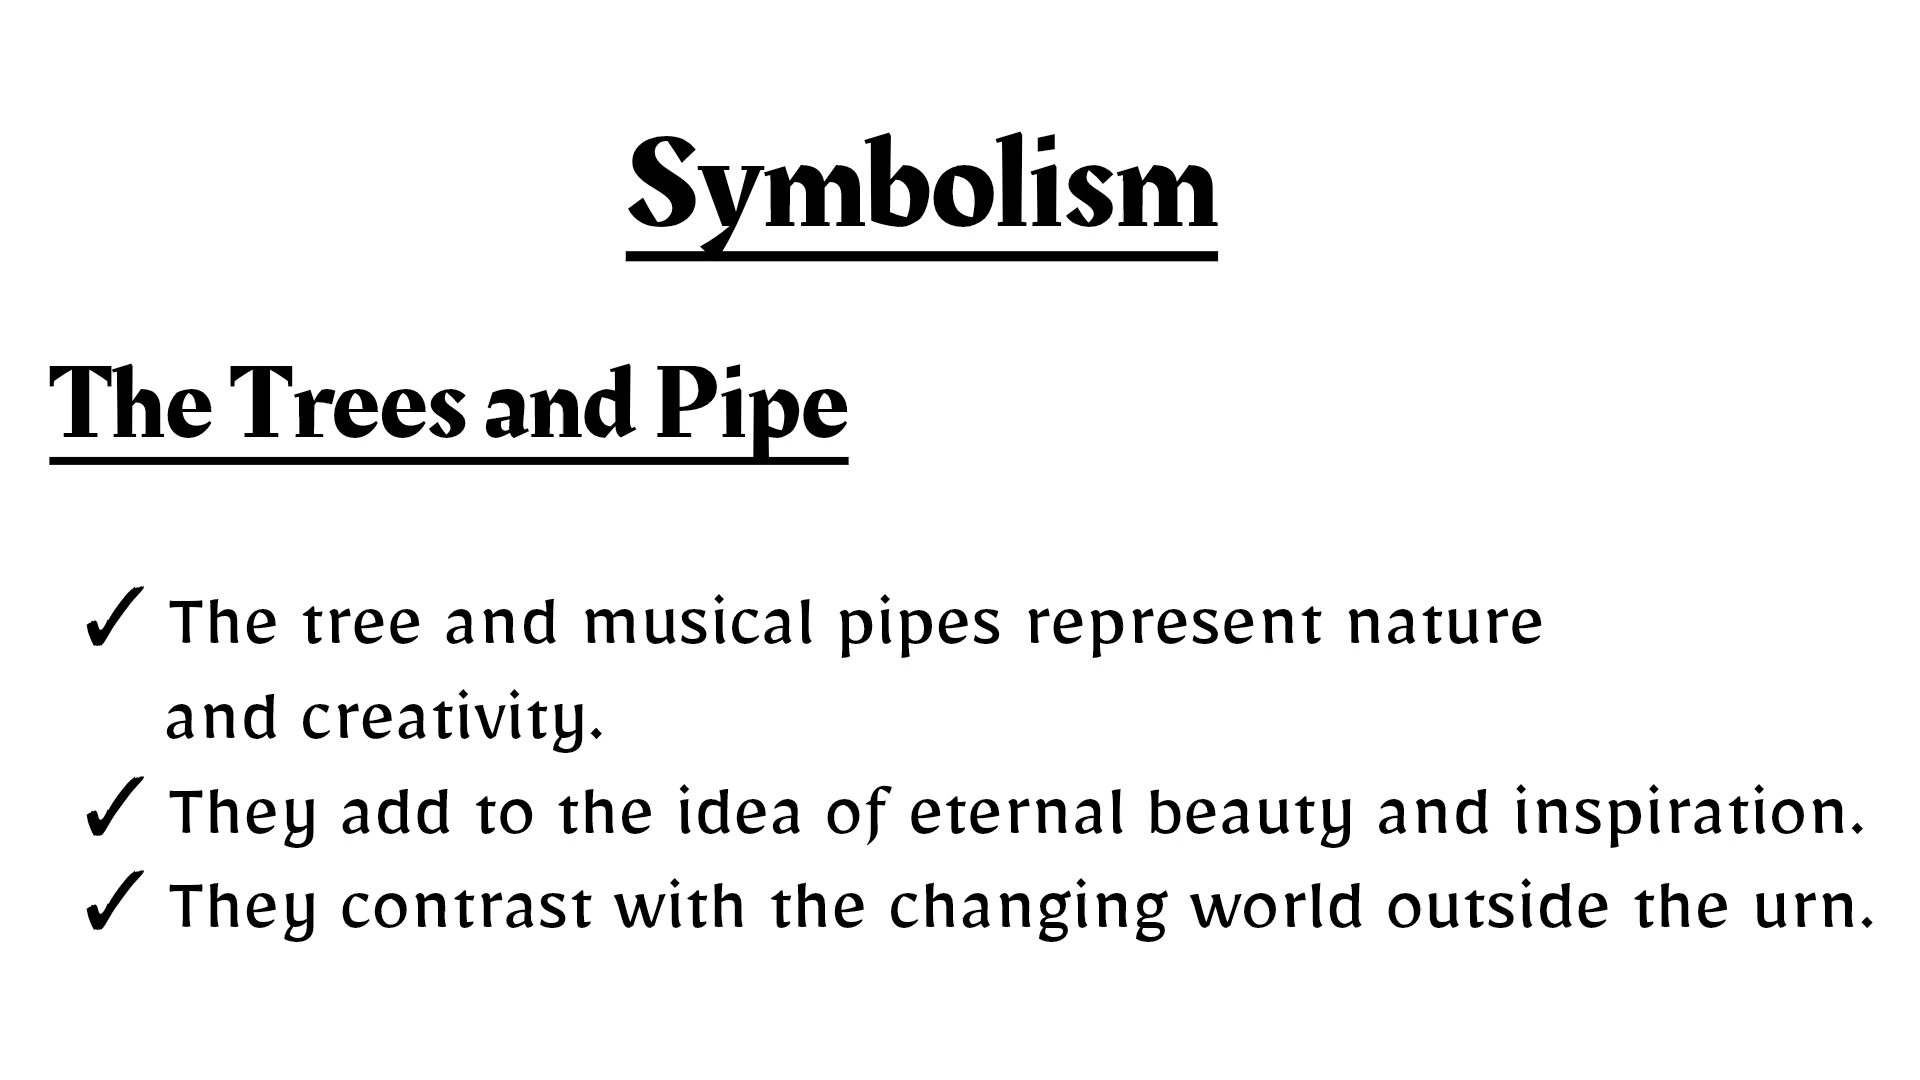 Symbolism
The Trees and Pipe
✓ The tree and musical pipes represent nature
and creativity.
✓ They add to the idea of eternal beauty and inspiration.
✓ They contrast with the changing world outside the urn.